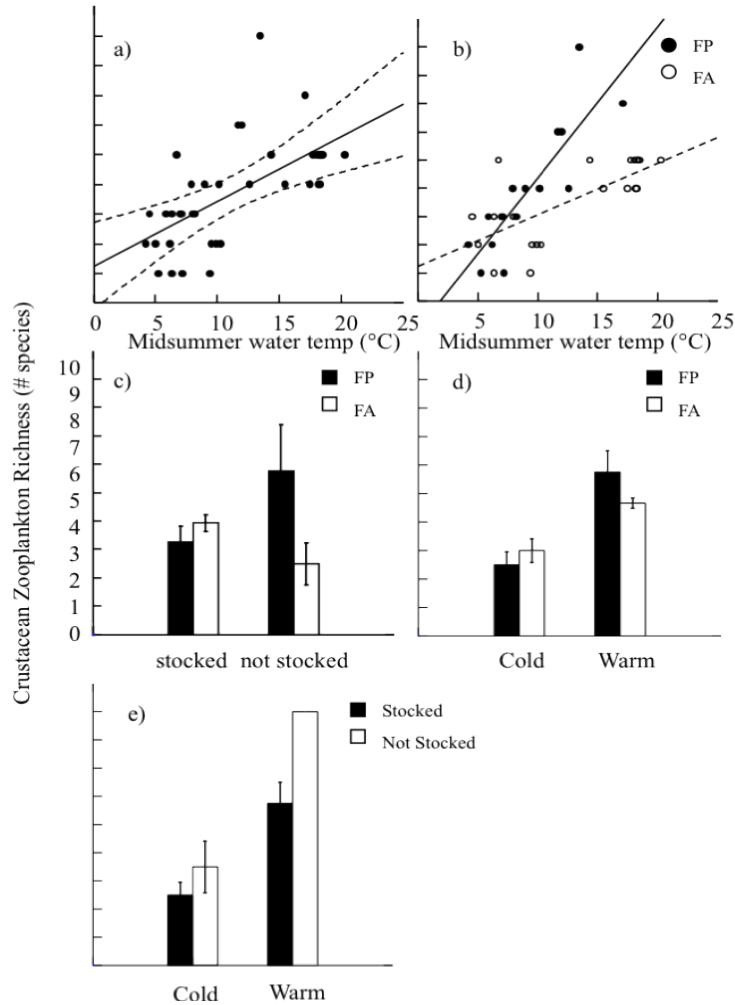 a)
b)
FP
FA
0 5 10 15 20 25
5 10 15 20 25
Midsummer water temp (°C)
Midsummer water temp (°C)
Crustacean Zooplankton Richness (# species)
c)
FP
FA
10
9
8
7
6
5
4
3
2
1
0
stocked not stocked
d)
FP
FA
Cold Warm
e)
Stocked
Not Stocked
Cold Warm